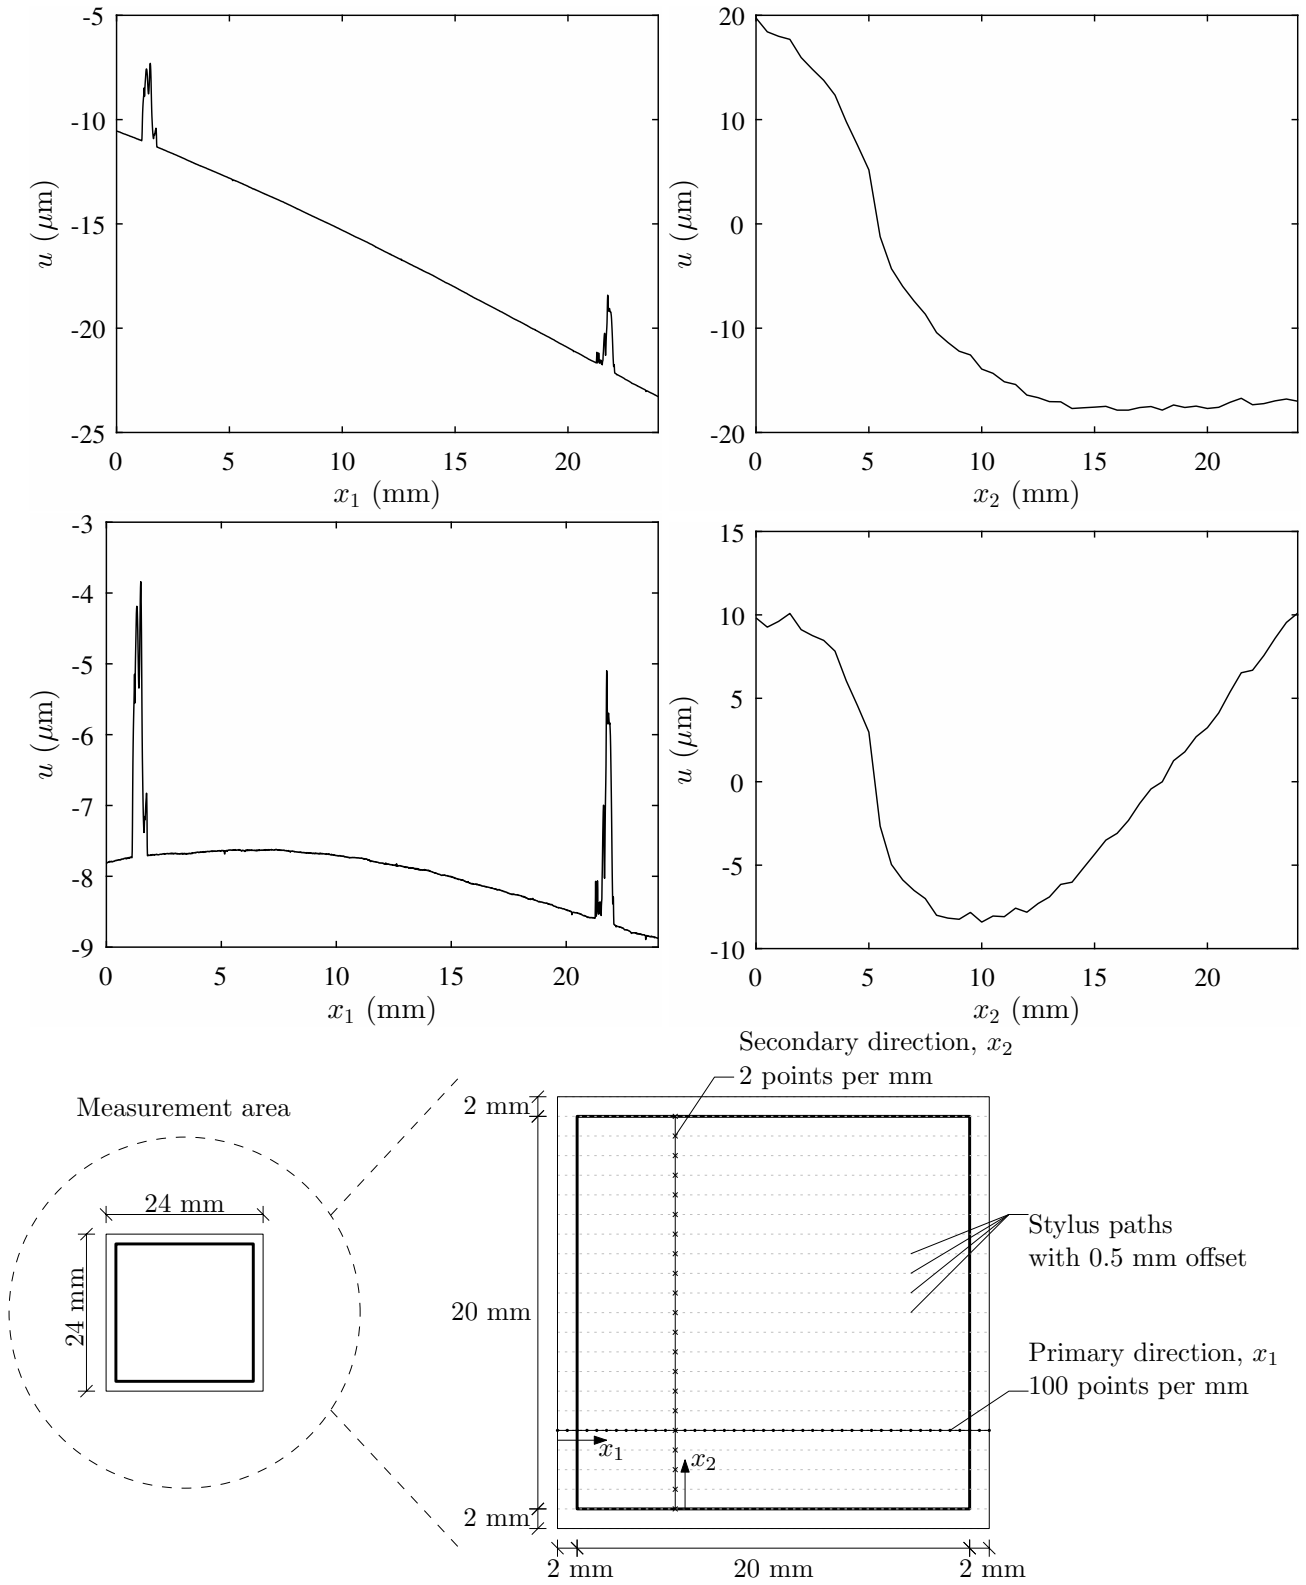 -5
-10
-15
-20
-25
u (μm)
0 5 10 15 20
x₁ (mm)
20
10
0
-10
-20
u (μm)
0 5 10 15 20
x₂ (mm)
-3
-4
-5
-6
-7
-8
-9
u (μm)
0 5 10 15 20
x₁ (mm)
15
10
5
0
-5
-10
u (μm)
0 5 10 15 20
x₂ (mm)
Measurement area
24 mm
24 mm
Secondary direction, x₂
2 points per mm
2 mm
20 mm
2 mm
Stylus paths
with 0.5 mm offset
Primary direction, x₁
100 points per mm
x₁
x₂
2 mm 20 mm 2 mm